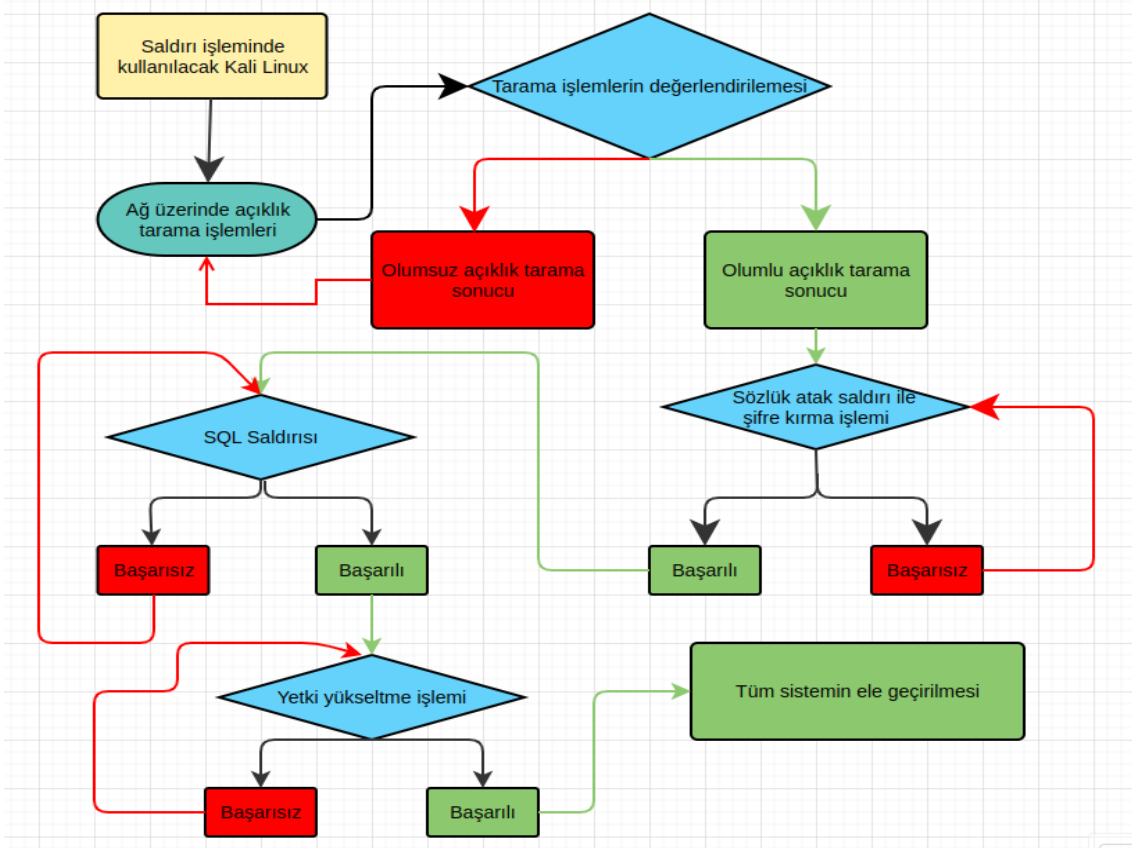 Saldırı işleminde
kullanılacak Kali Linux
Tarama işlemlerin değerlendirilemesi
Ağ üzerinde açıklık
tarama işlemleri
Olumsuz açıklık tarama
sonucu
Olumlu açıklık tarama
sonucu
Sözlük atak saldırı ile
şifre kırma işlemi
SQL Saldırısı
Başarısız
Başarılı
Başarılı
Başarısız
Yetki yükseltme işlemi
Tüm sistemin ele geçirilmesi
Başarısız
Başarılı